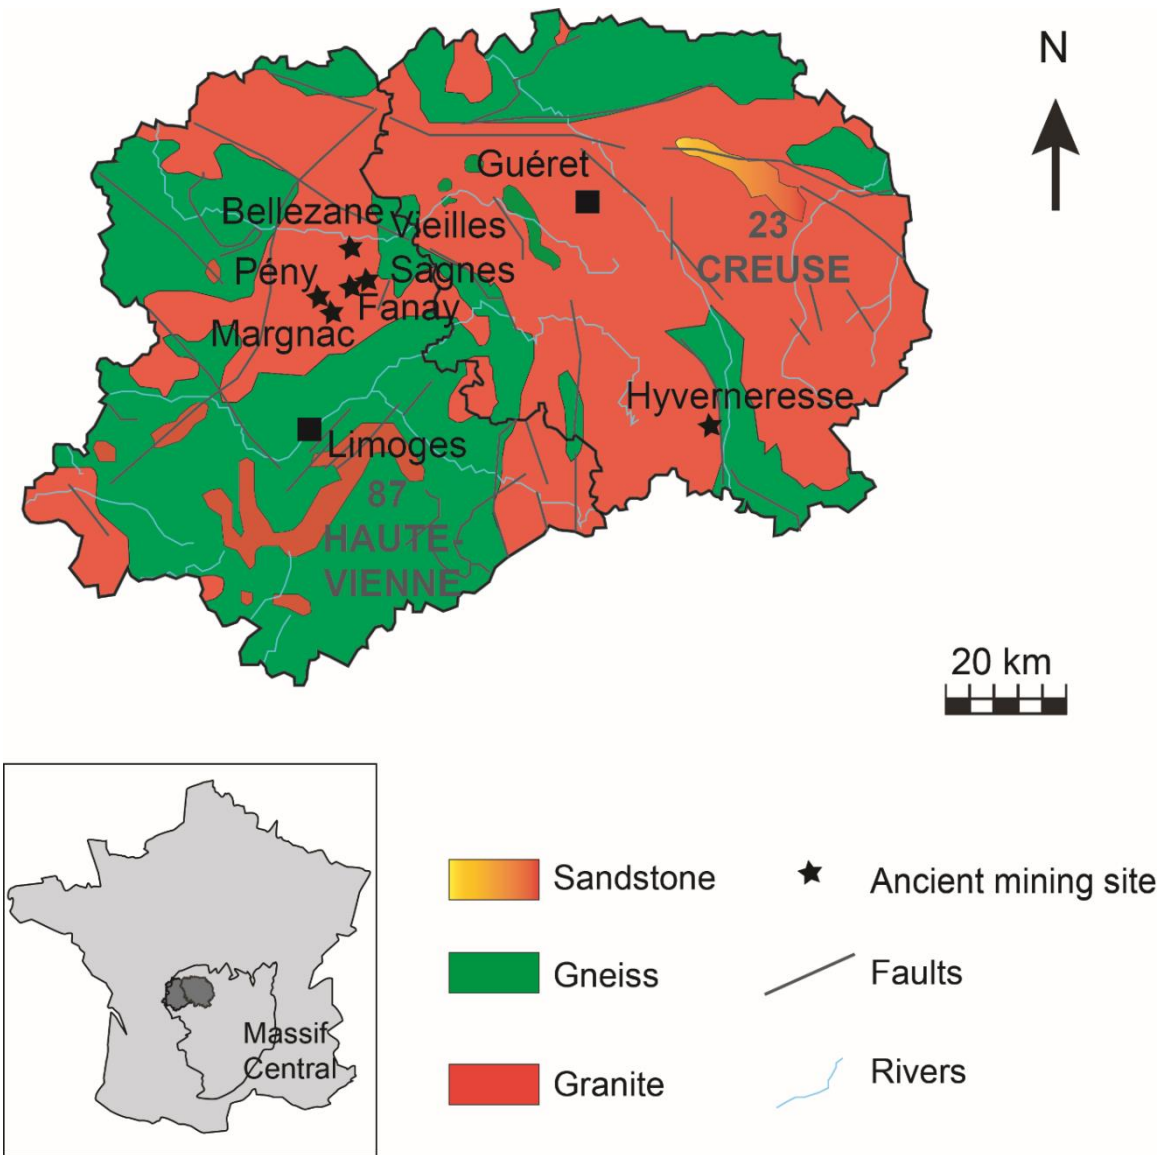 N
Guéret
Bellezane
Vieilles
23
CREUSE
Pény
Sagnes
Fanay
Margnac
Hyverneresse
Limoges
87
HAUTE-
VIENNE
20 km
Sandstone
Ancient mining site
Gneiss
Faults
Granite
Rivers
Massif
Central